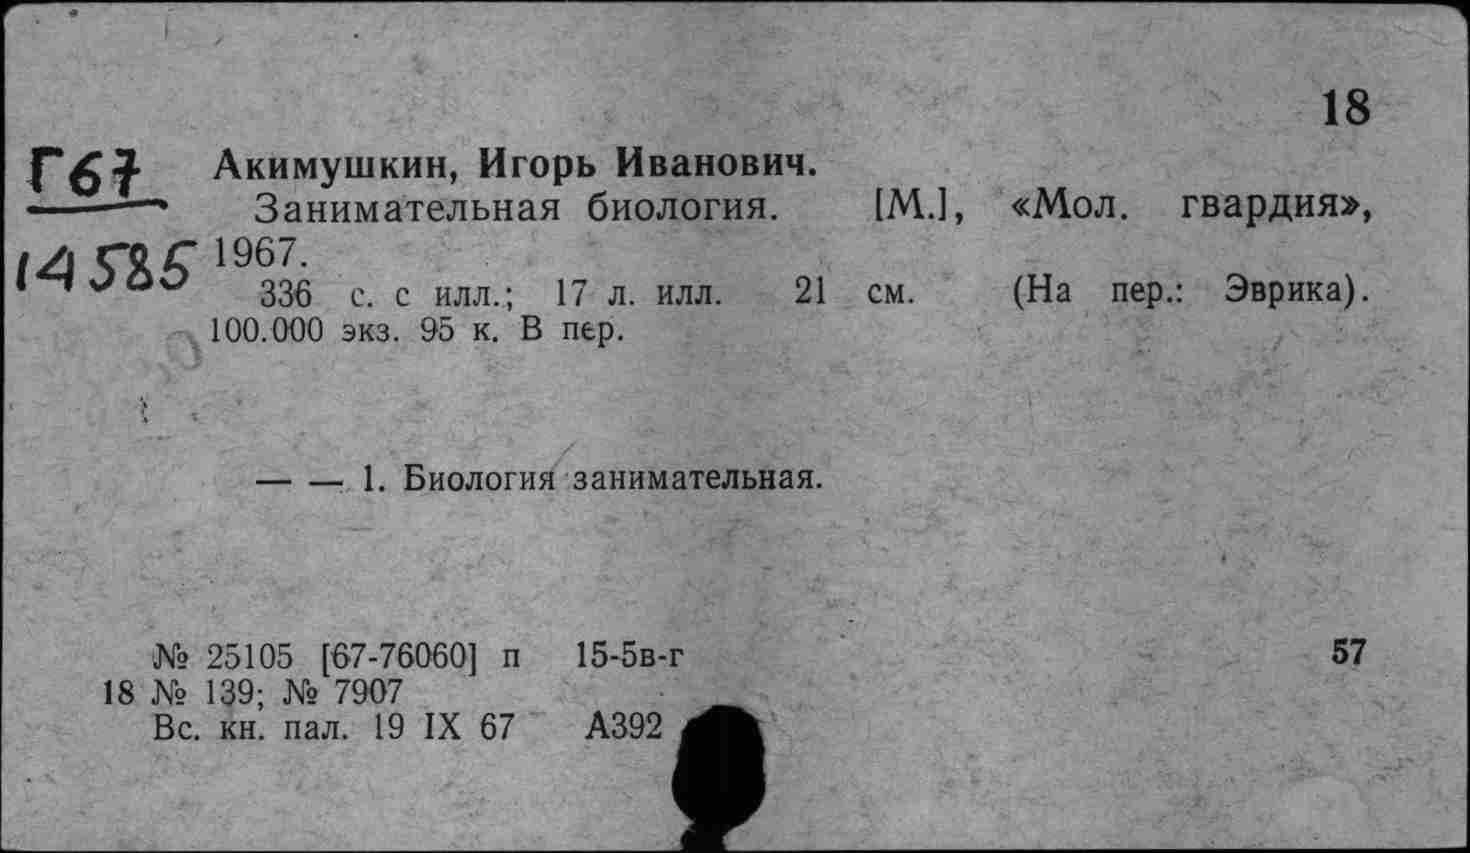 18
Г67
14585
Акимушкин, Игорь Иванович.
Занимательная биология. [М.], «Мол. гвардия»,
1967.
336 с. с илл.; 17 л. илл. 21 см. (На пер.: Эврика).
100.000 экз. 95 к. В пер.
— — 1. Биология занимательная.
№ 25105 [67-76060] п 15-5в-г 57
18 № 139; № 7907
Вс. кн. пал. 19 IX 67 А392